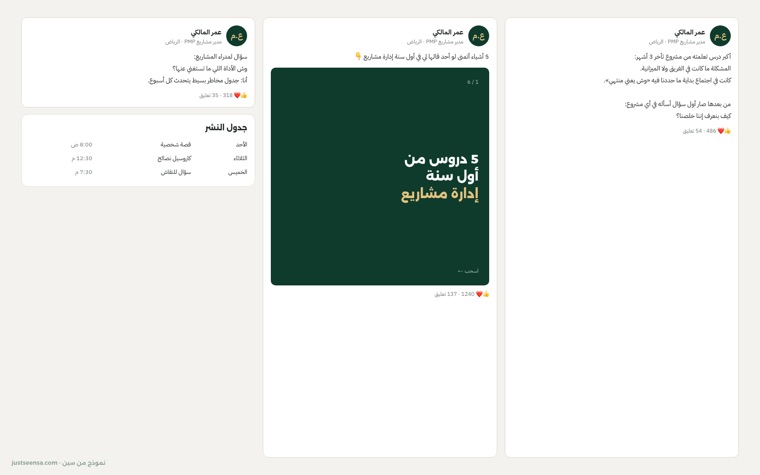 عمر المالكي
مدير مشاريع PMP · الرياض
أكبر درس تعلمته من مشروع تأخر 3 أشهر:
المشكلة ما كانت في الفريق ولا الميزانية.
كانت في اجتماع بداية ما حددنا فيه «وش يعني منتهي».
من بعدها صار أول سؤال أسأله في أي مشروع:
كيف بنعرف إننا خلصنا؟
👍❤️ 486 · 54 تعليق
عمر المالكي
مدير مشاريع PMP · الرياض
5 أشياء أتمنى لو أحد قالها لي في أول سنة إدارة مشاريع 👇
1 / 6
5 دروس من
أول سنة
إدارة مشاريع
اسحب ←
👍❤️ 1240 · 137 تعليق
عمر المالكي
مدير مشاريع PMP · الرياض
سؤال لمدراء المشاريع:
وش الأداة اللي ما تستغني عنها؟
أنا: جدول مخاطر بسيط يتحدث كل أسبوع.
👍❤️ 318 · 35 تعليق
جدول النشر
الأحد قصة شخصية 8:00 ص
الثلاثاء كاروسيل نصائح 12:30 م
الخميس سؤال للنقاش 7:30 م
نموذج من سين · justseensa.com
ع.م
ع.م
ع.م